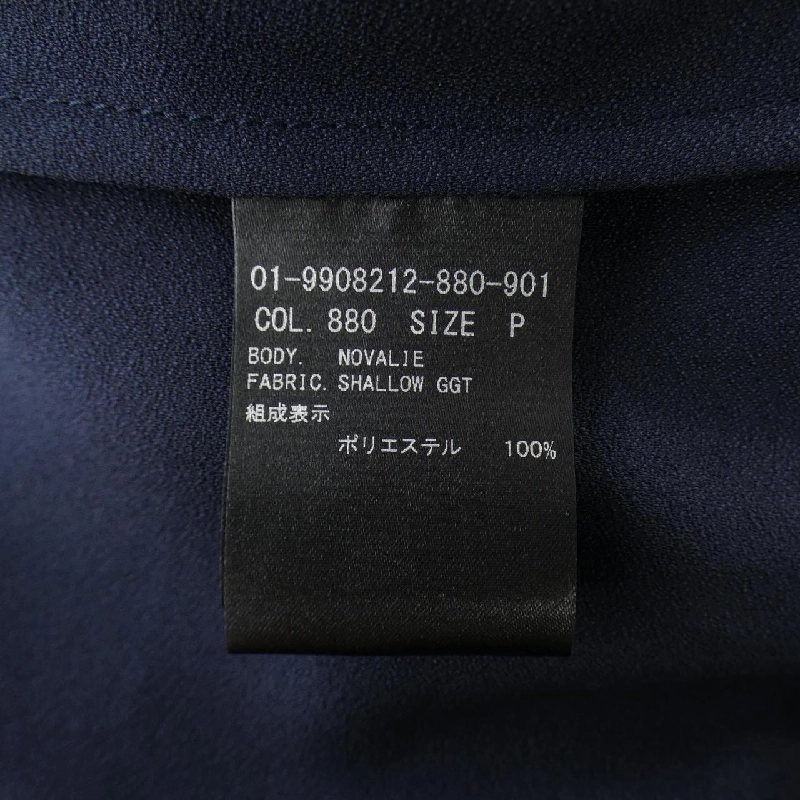 01-9908212-880-901
COL. 880 SIZE P
BODY. NOVALIE
FABRIC. SHALLOW GGT
組成表示
ポリエステル 100%